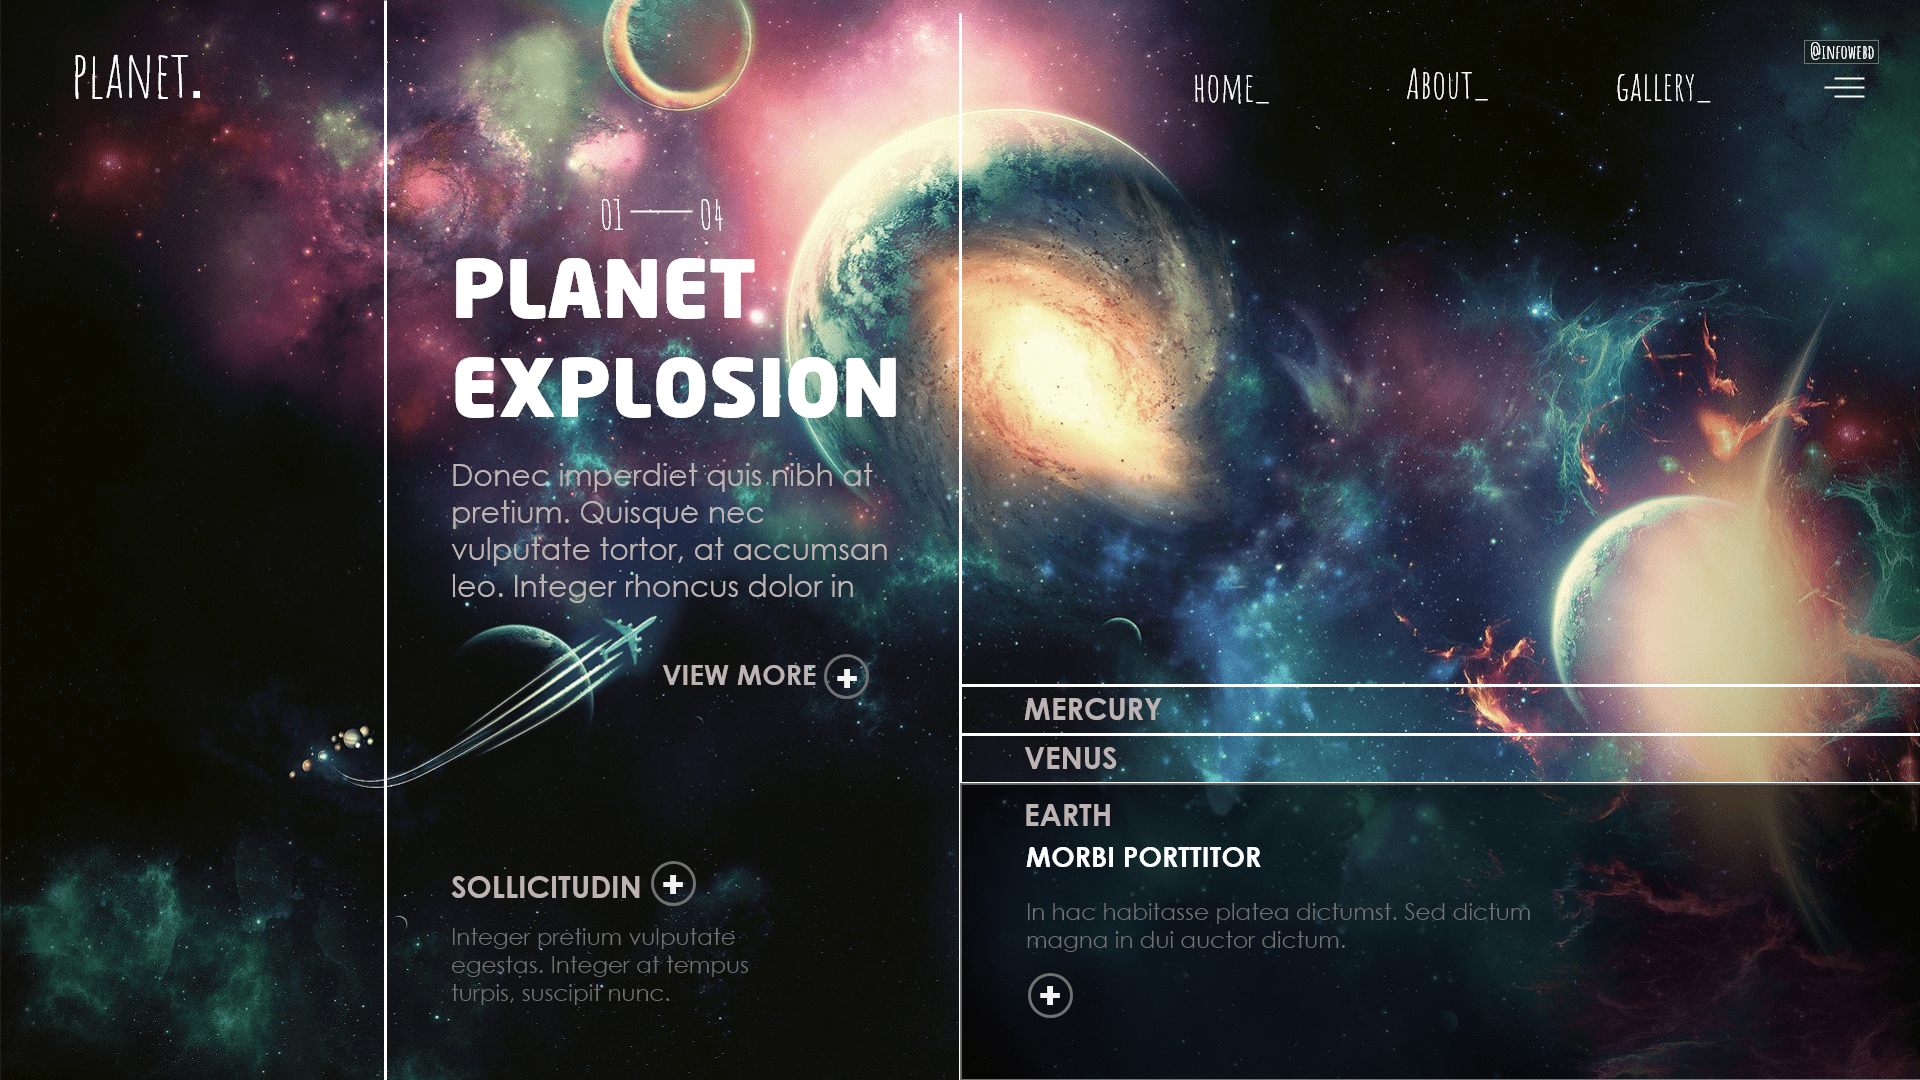 PLANET.
HOME_
ABOUT_
GALLERY_
@INFOWEBD
01 04
PLANET
EXPLOSION
Donec imperdiet quis nibh at
pretium. Quisque nec
vulputate tortor, at accumsan
leo. Integer rhoncus dolor in
VIEW MORE
SOLLICITUDIN
Integer pretium vulputate
egestas. Integer at tempus
turpis, suscipit nunc.
MERCURY
VENUS
EARTH
MORBI PORTTITOR
In hac habitasse platea dictumst. Sed dictum
magna in dui auctor dictum.